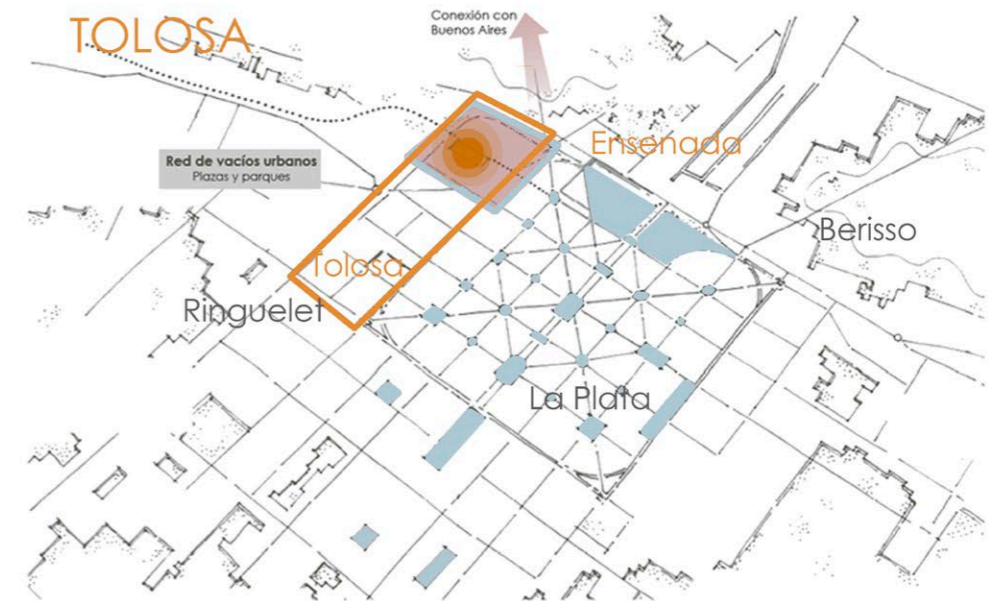 TOLOSA
Conexión con
Buenos Aires
Ensenada
Red de vacíos urbanos
Plazas y parques
Berisso
Tolosa
Ringuelet
La Plata